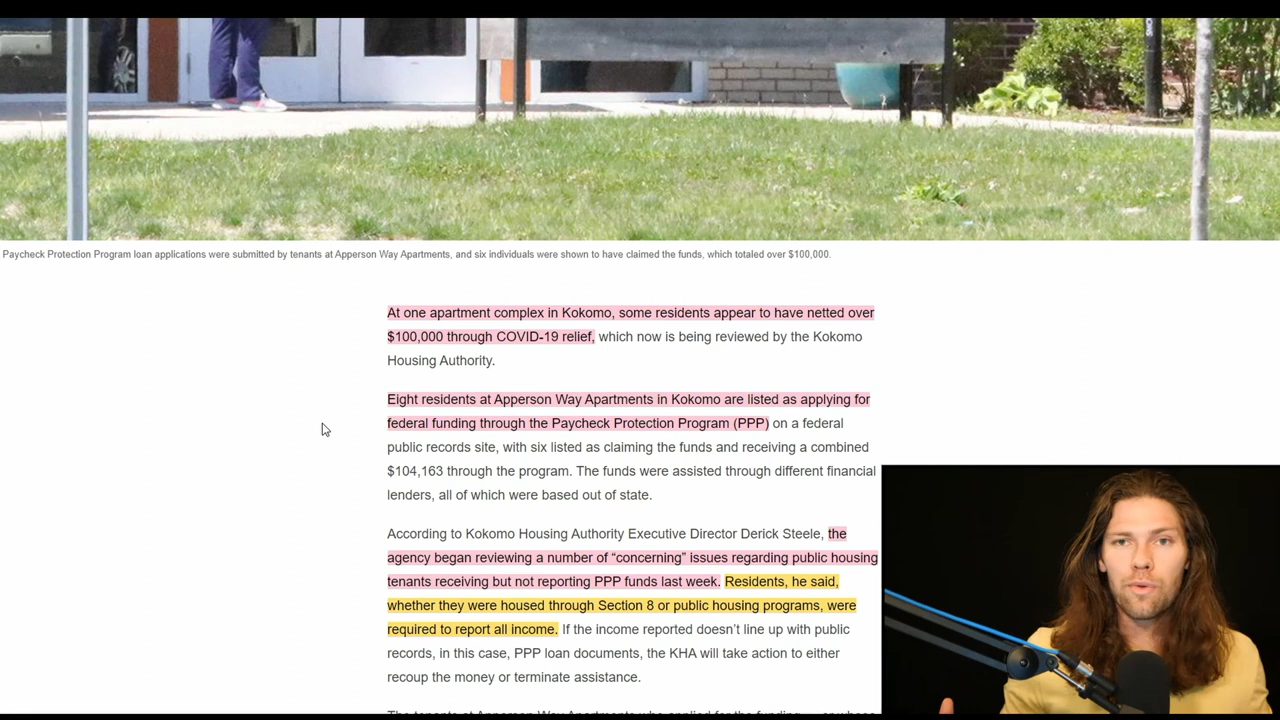 Paycheck Protection Program loan applications were submitted by tenants at Apperson Way Apartments, and six individuals were shown to have claimed the funds, which totaled over $100,000.
At one apartment complex in Kokomo, some residents appear to have netted over
$100,000 through COVID-19 relief, which now is being reviewed by the Kokomo
Housing Authority.
Eight residents at Apperson Way Apartments in Kokomo are listed as applying for
federal funding through the Paycheck Protection Program (PPP) on a federal
public records site, with six listed as claiming the funds and receiving a combined
$104,163 through the program. The funds were assisted through different financial
lenders, all of which were based out of state.
According to Kokomo Housing Authority Executive Director Derick Steele, the
agency began reviewing a number of “concerning” issues regarding public housing
tenants receiving but not reporting PPP funds last week. Residents, he said,
whether they were housed through Section 8 or public housing programs, were
required to report all income. If the income reported doesn’t line up with public
records, in this case, PPP loan documents, the KHA will take action to either
recoup the money or terminate assistance.